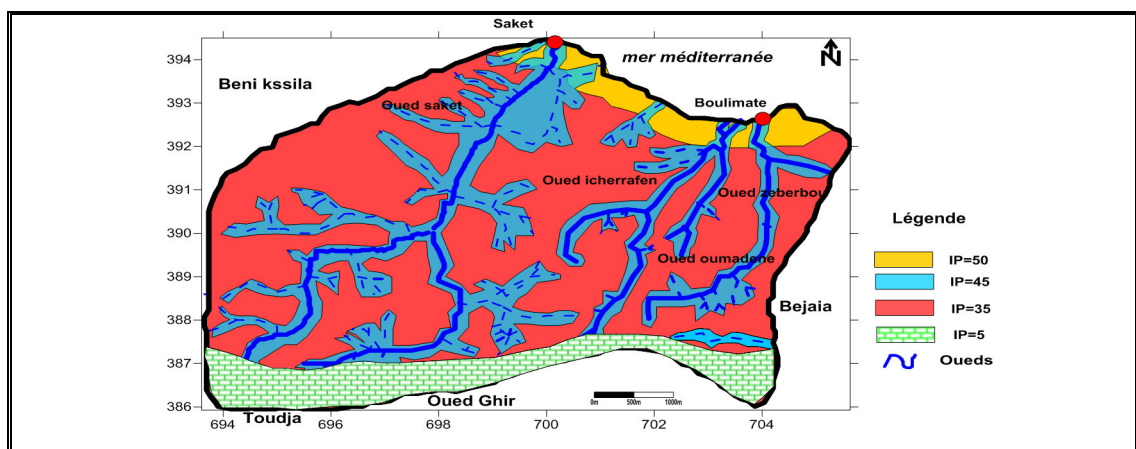 Saket
394
mer méditerranée
N
Beni kssila
393
Oued saket
Boulimate
392
391
Oued icherrafen
Oued zeberbou
Légende
390
IP=50
Oued oumadene
389
IP=45
388
Bejaia
IP=35
IP=5
387
Oueds
Oued Ghir
386
0m 500m 1000m
Toudja
694 696 698 700 702 704